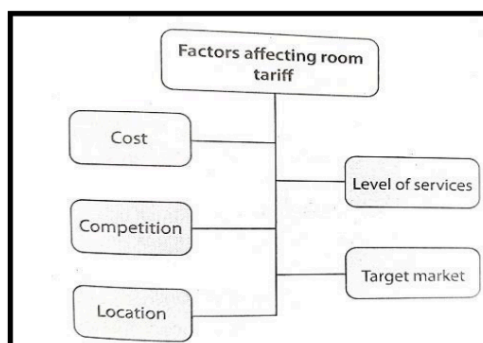 Factors affecting room
tariff
Cost
Level of services
Competition
Target market
Location